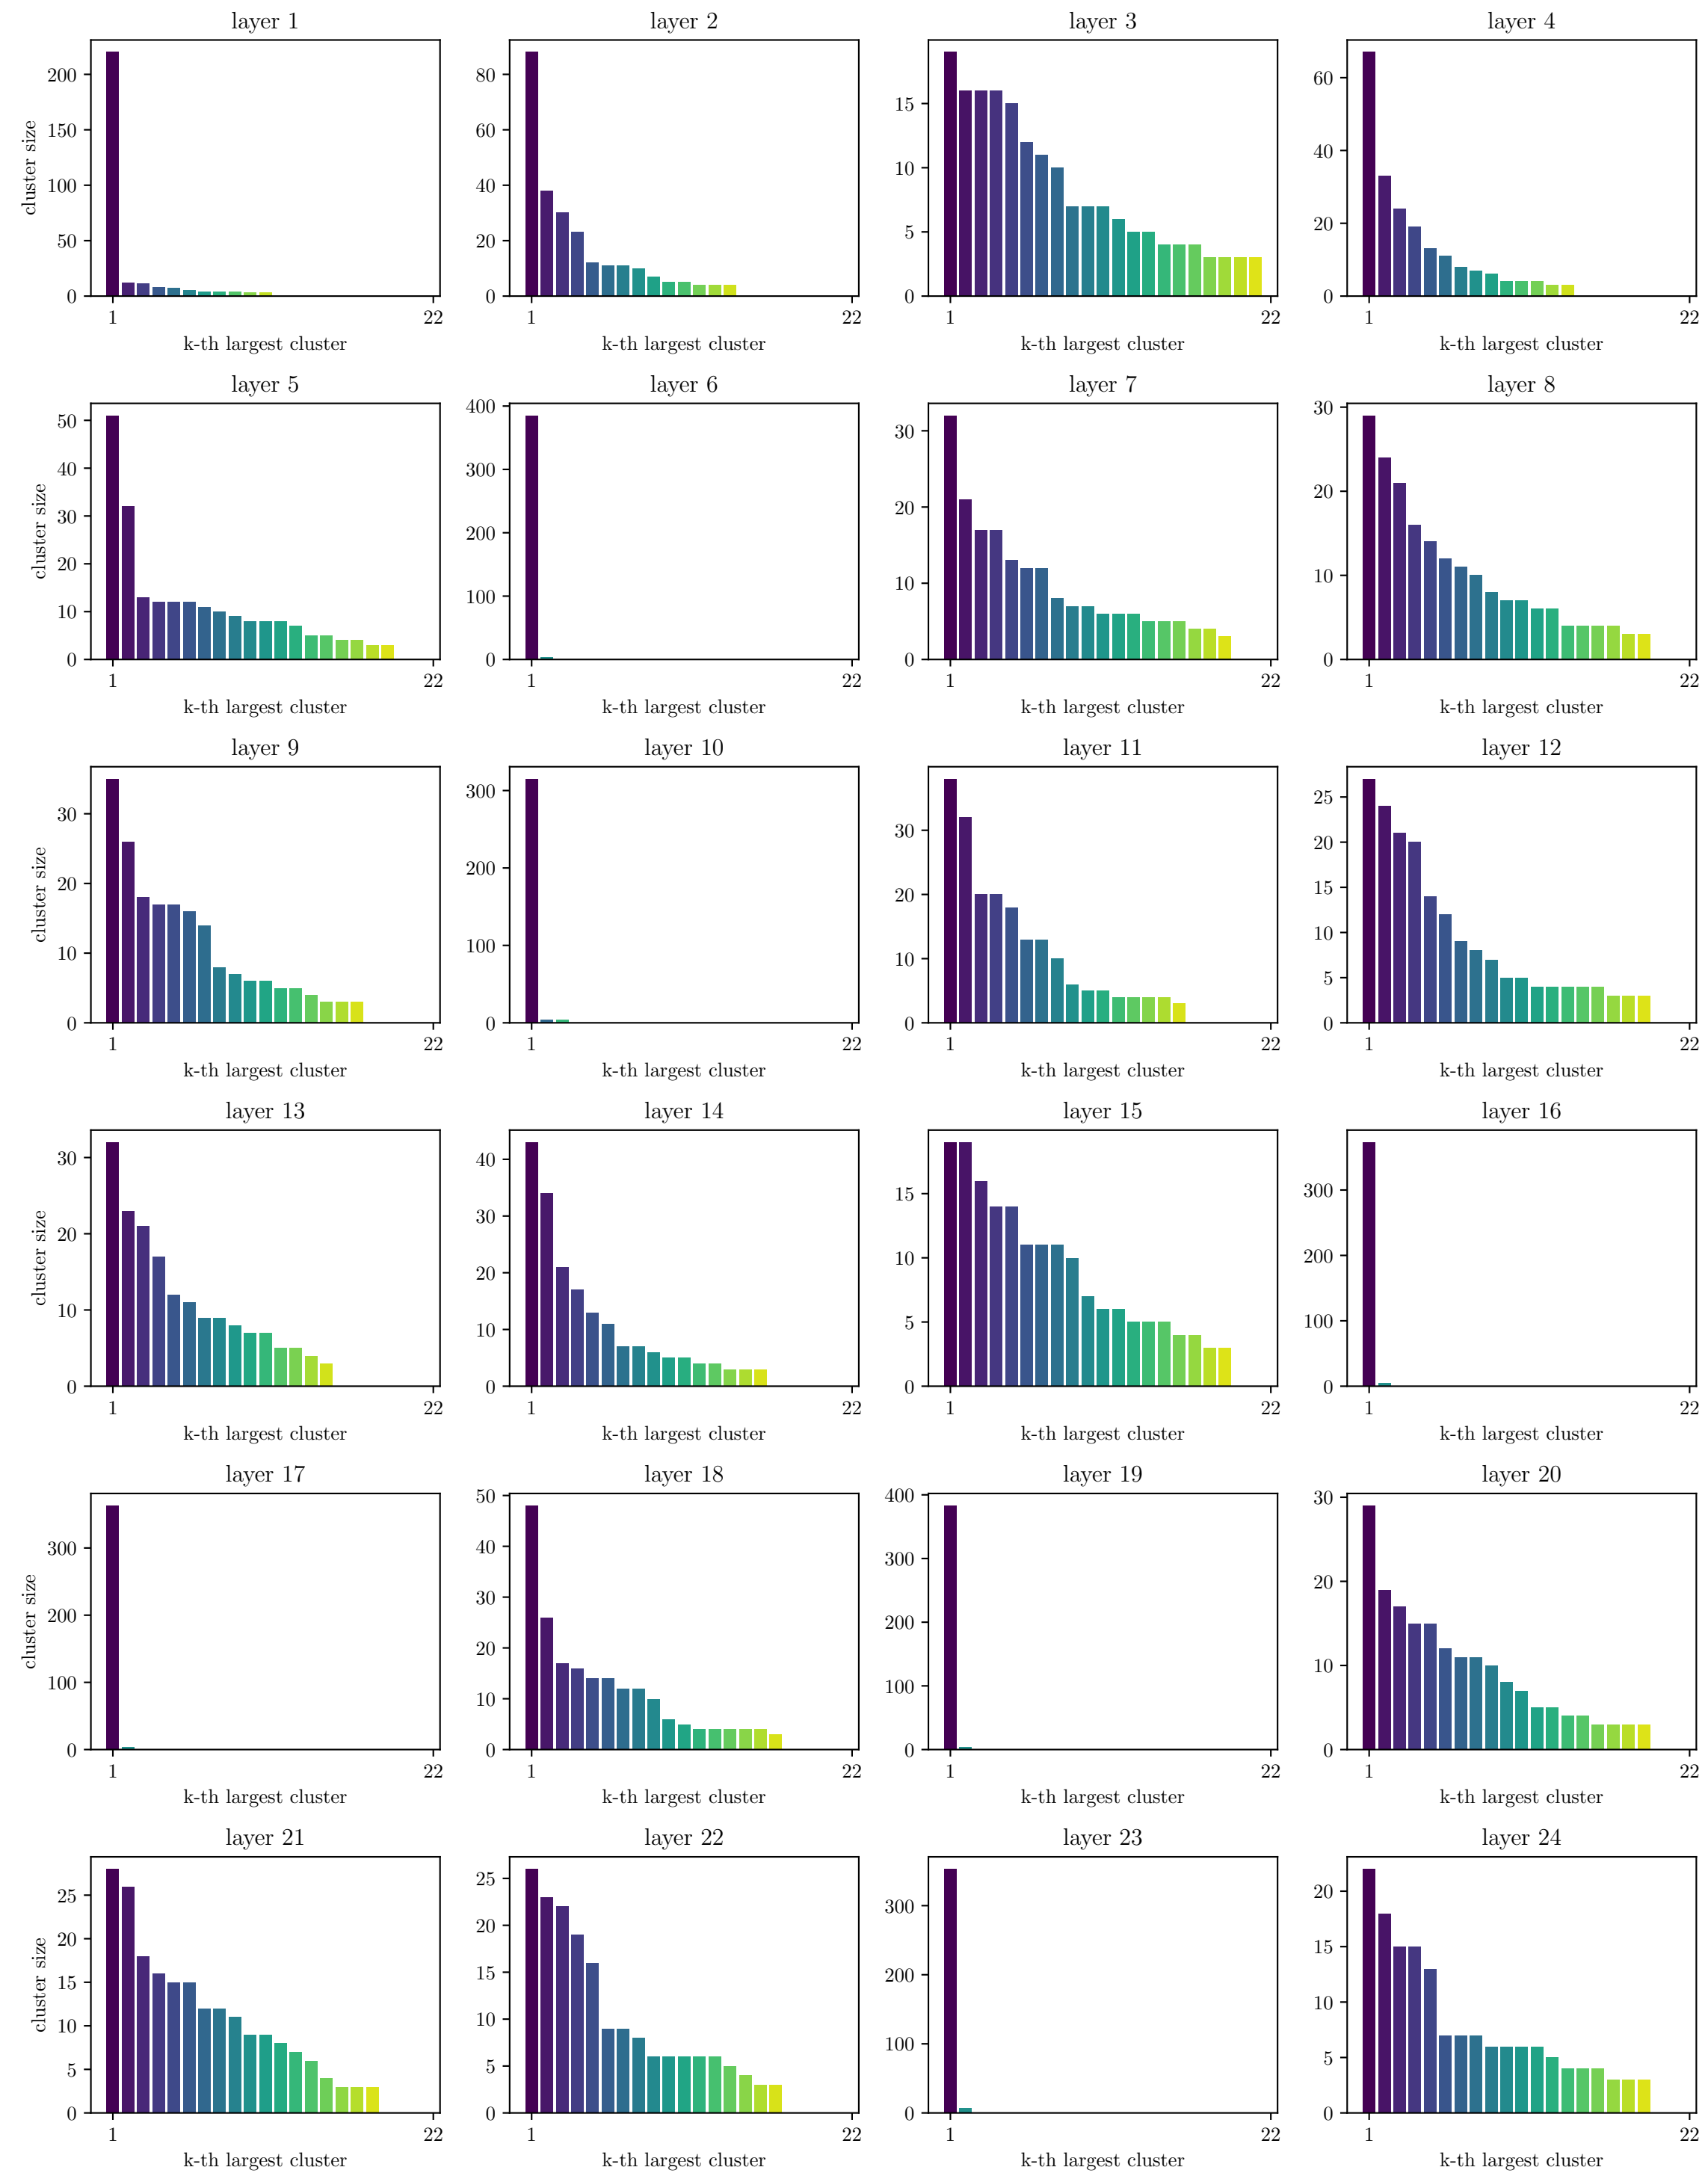 layer 1
layer 2
layer 3
layer 4
cluster size
200
150
100
50
0
80
60
40
20
0
15
10
5
0
60
40
20
0
1 22
1 22
1 22
1 22
k-th largest cluster
k-th largest cluster
k-th largest cluster
k-th largest cluster
layer 5
layer 6
layer 7
layer 8
cluster size
50
40
30
20
10
0
400
300
200
100
0
30
20
10
0
30
20
10
0
1 22
1 22
1 22
1 22
k-th largest cluster
k-th largest cluster
k-th largest cluster
k-th largest cluster
layer 9
layer 10
layer 11
layer 12
cluster size
30
20
10
0
300
200
100
0
30
20
10
0
25
20
15
10
5
0
1 22
1 22
1 22
1 22
k-th largest cluster
k-th largest cluster
k-th largest cluster
k-th largest cluster
layer 13
layer 14
layer 15
layer 16
cluster size
30
20
10
0
40
30
20
10
0
15
10
5
0
300
200
100
0
1 22
1 22
1 22
1 22
k-th largest cluster
k-th largest cluster
k-th largest cluster
k-th largest cluster
layer 17
layer 18
layer 19
layer 20
cluster size
300
200
100
0
50
40
30
20
10
0
400
300
200
100
0
30
20
10
0
1 22
1 22
1 22
1 22
k-th largest cluster
k-th largest cluster
k-th largest cluster
k-th largest cluster
layer 21
layer 22
layer 23
layer 24
cluster size
25
20
15
10
5
0
25
20
15
10
5
0
300
200
100
0
20
15
10
5
0
1 22
1 22
1 22
1 22
k-th largest cluster
k-th largest cluster
k-th largest cluster
k-th largest cluster